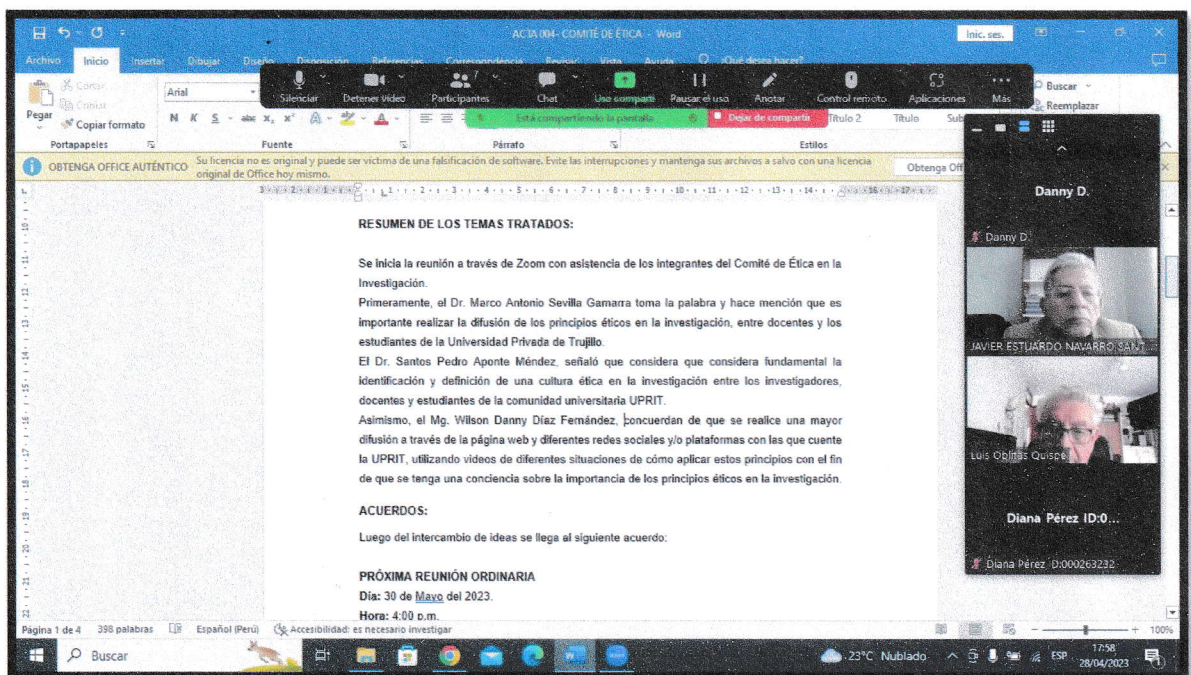 ACTA 004- COMITÉ DE ÉTICA - Word
Inic. ses.
Archivo Inicio Insertar Dibujar Diseño Disposición Referencias Correspondencia Revisar Vista Ayuda ¿Qué desea hacer?
Silenciar Detener video Participantes 7 Chat Uso compartir Pausar el uso Anotar Control remoto Aplicaciones Más
Está compartiendo la pantalla Dejar de compartir
Cortar
Copiar
Pegar
Copiar formato
Arial
N K S abc x, x² A A
Título 2 Título Sub
Buscar
Reemplazar
Portapapeles Fuente Párrafo Estilos
OBTENGA OFFICE AUTÉNTICO Su licencia no es original y puede ser víctima de una falsificación de software. Evite las interrupciones y mantenga sus archivos a salvo con una licencia
original de Office hoy mismo.
Obtenga Off
RESUMEN DE LOS TEMAS TRATADOS:
Se inicia la reunión a través de Zoom con asistencia de los integrantes del Comité de Ética en la
Investigación.
Primeramente, el Dr. Marco Antonio Sevilla Gamarra toma la palabra y hace mención que es
importante realizar la difusión de los principios éticos en la investigación, entre docentes y los
estudiantes de la Universidad Privada de Trujillo.
El Dr. Santos Pedro Aponte Méndez, señaló que considera que considera fundamental la
identificación y definición de una cultura ética en la investigación entre los investigadores,
docentes y estudiantes de la comunidad universitaria UPRIT.
Asimismo, el Mg. Wilson Danny Díaz Fernández, concuerdan de que se realice una mayor
difusión a través de la página web y diferentes redes sociales y/o plataformas con las que cuente
la UPRIT, utilizando videos de diferentes situaciones de cómo aplicar estos principios con el fin
de que se tenga una conciencia sobre la importancia de los principios éticos en la investigación.
ACUERDOS:
Luego del intercambio de ideas se llega al siguiente acuerdo:
PRÓXIMA REUNIÓN ORDINARIA
Día: 30 de Mayo del 2023.
Hora: 4:00 p.m.
Danny D.
Danny D.
JAVIER ESTUARDO NAVARRO SANT...
Luis Oblitas Quispe
Diana Pérez ID:0...
Diana Pérez ID:000263232
Página 1 de 4 398 palabras Español (Perú) Accesibilidad: es necesario investigar
100%
Buscar
23°C Nublado ESP 17:58
28/04/2023